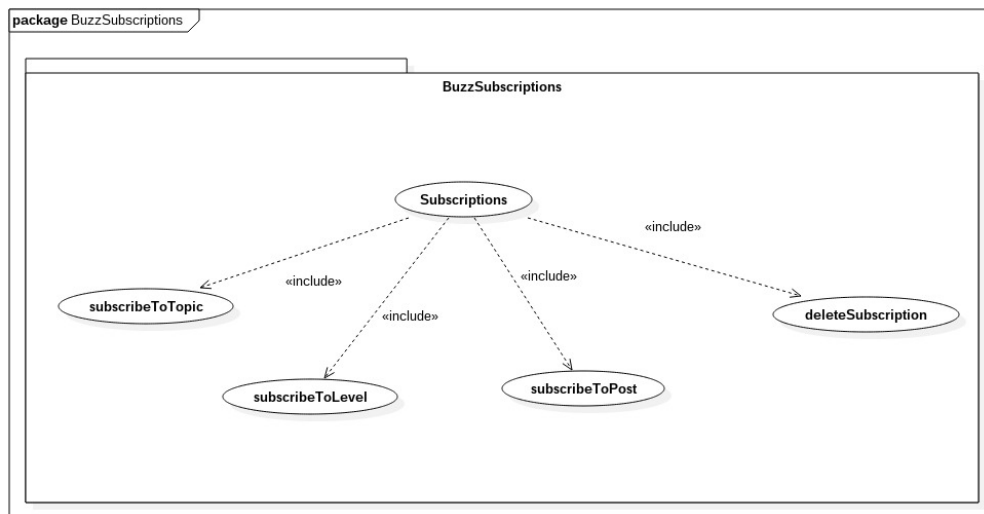 package BuzzSubscriptions
BuzzSubscriptions
Subscriptions
«include»
«include»
«include»
«include»
subscribeToTopic
deleteSubscription
subscribeToLevel
subscribeToPost